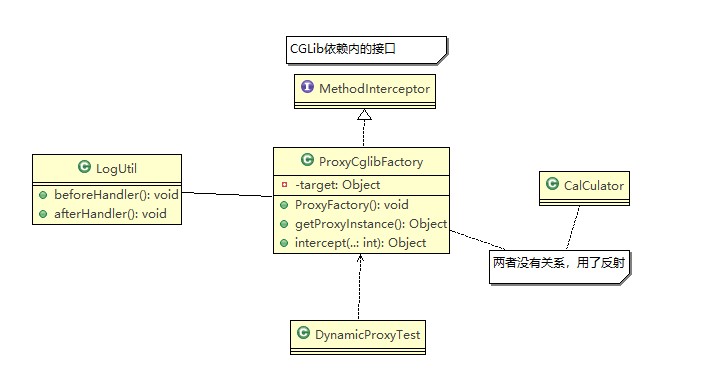 CGLib依赖内的接口
I MethodInterceptor
C ProxyCglibFactory
-target: Object
ProxyFactory(): void
getProxyInstance(): Object
intercept(..: int): Object
C LogUtil
beforeHandler(): void
afterHandler(): void
C CalCulator
两者没有关系，用了反射
C DynamicProxyTest